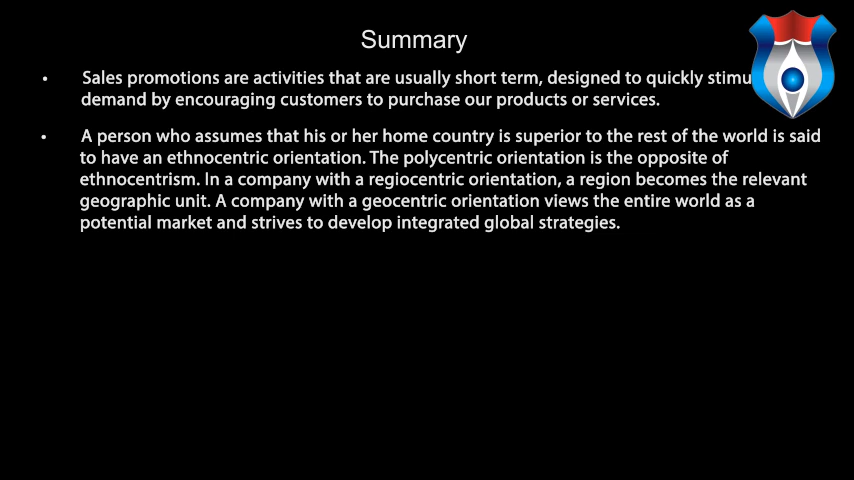 Summary
• Sales promotions are activities that are usually short term, designed to quickly stimu
demand by encouraging customers to purchase our products or services.
• A person who assumes that his or her home country is superior to the rest of the world is said
to have an ethnocentric orientation. The polycentric orientation is the opposite of
ethnocentrism. In a company with a regiocentric orientation, a region becomes the relevant
geographic unit. A company with a geocentric orientation views the entire world as a
potential market and strives to develop integrated global strategies.